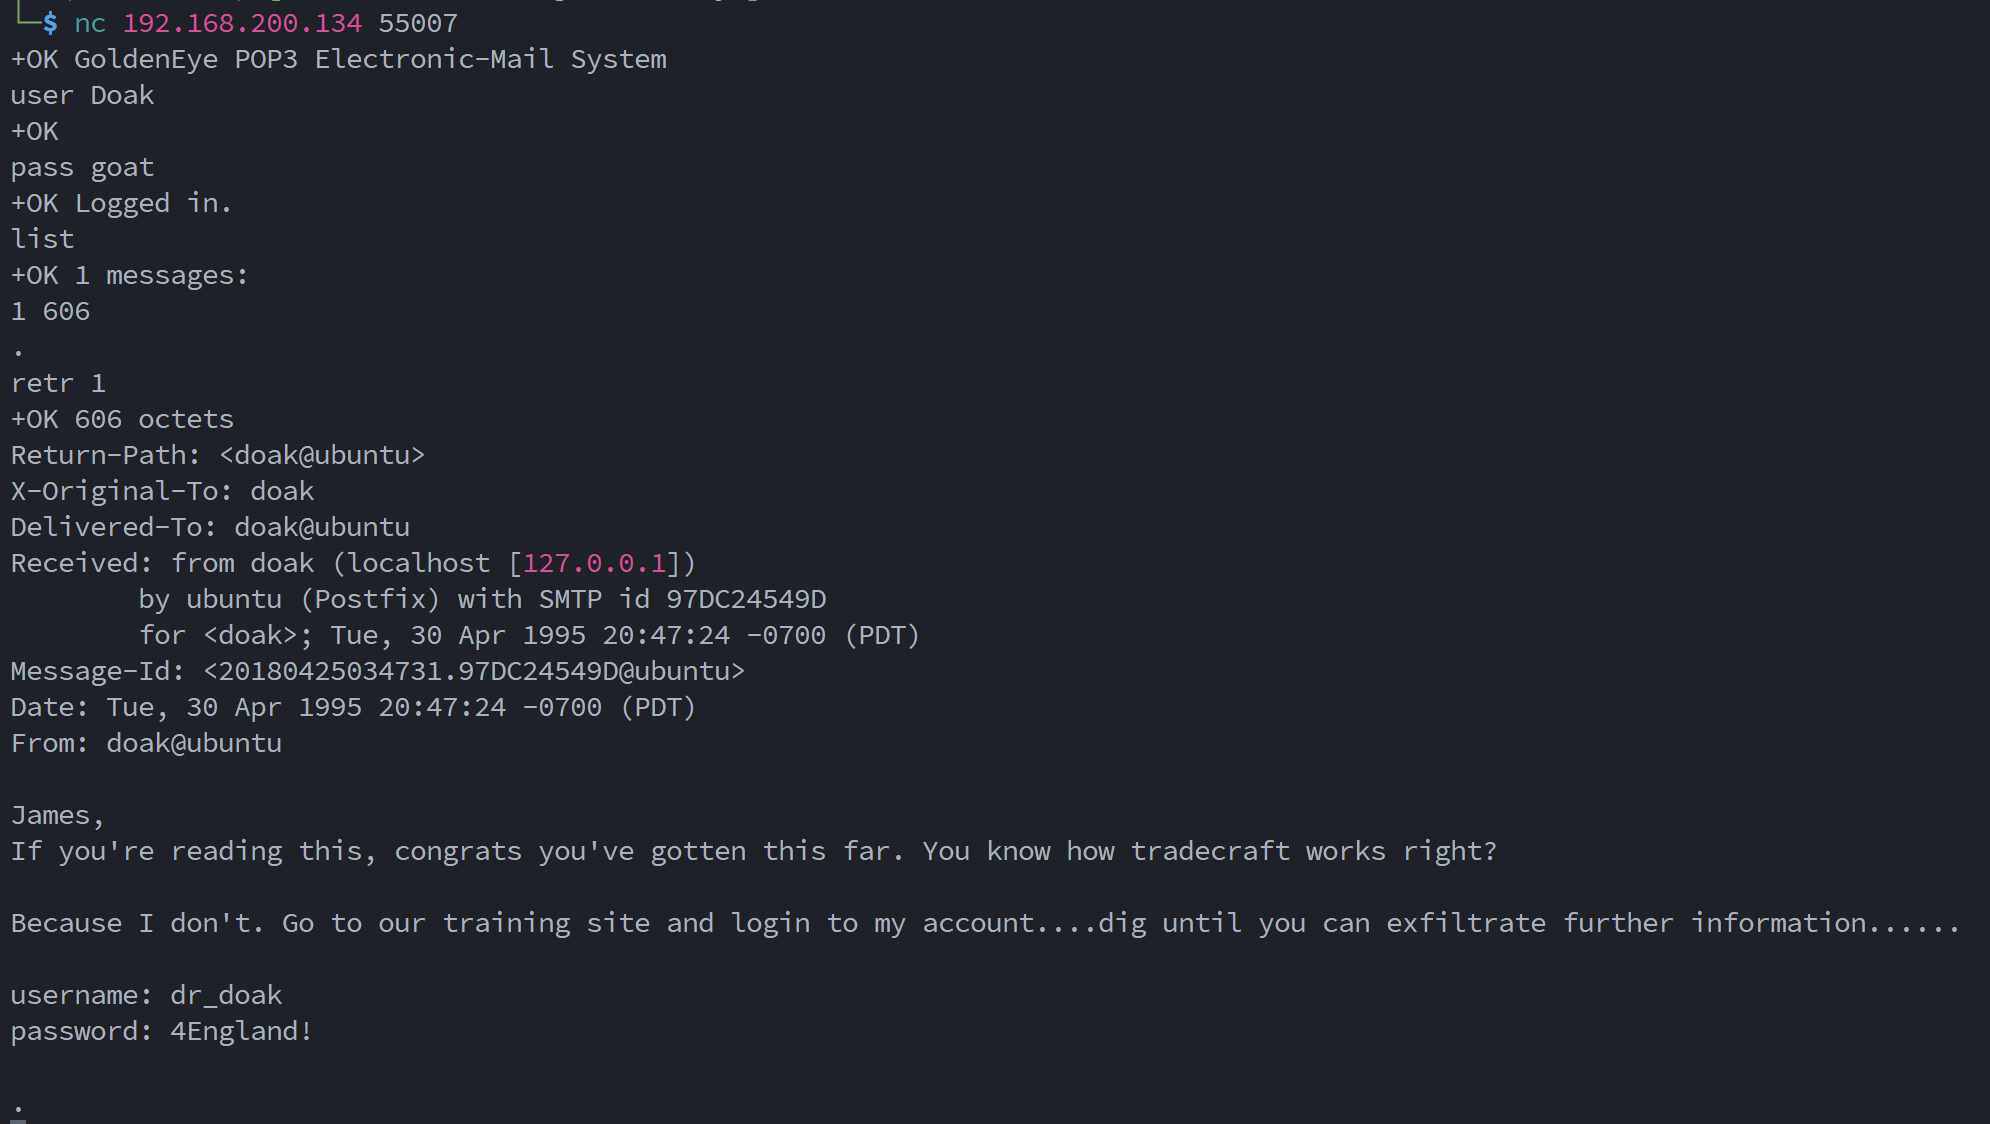 └─$ nc 192.168.200.134 55007
+OK GoldenEye POP3 Electronic-Mail System
user Doak
+OK
pass goat
+OK Logged in.
list
+OK 1 messages:
1 606
.
retr 1
+OK 606 octets
Return-Path: <doak@ubuntu>
X-Original-To: doak
Delivered-To: doak@ubuntu
Received: from doak (localhost [127.0.0.1])
        by ubuntu (Postfix) with SMTP id 97DC24549D
        for <doak>; Tue, 30 Apr 1995 20:47:24 -0700 (PDT)
Message-Id: <20180425034731.97DC24549D@ubuntu>
Date: Tue, 30 Apr 1995 20:47:24 -0700 (PDT)
From: doak@ubuntu

James,
If you're reading this, congrats you've gotten this far. You know how tradecraft works right?

Because I don't. Go to our training site and login to my account....dig until you can exfiltrate further information......

username: dr_doak
password: 4England!

.